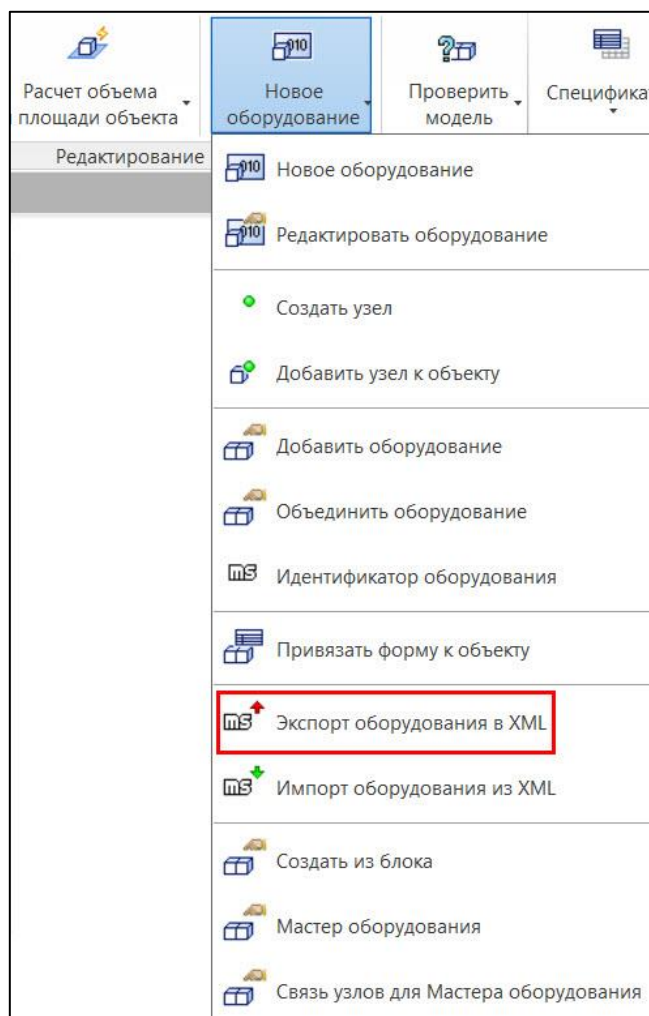 Расчет объема
площади объекта
Новое
оборудование
Проверить
модель
Специфика
Редактирование
Новое оборудование
Редактировать оборудование
Создать узел
Добавить узел к объекту
Добавить оборудование
Объединить оборудование
Идентификатор оборудования
Привязать форму к объекту
Экспорт оборудования в XML
Импорт оборудования из XML
Создать из блока
Мастер оборудования
Связь узлов для Мастера оборудования